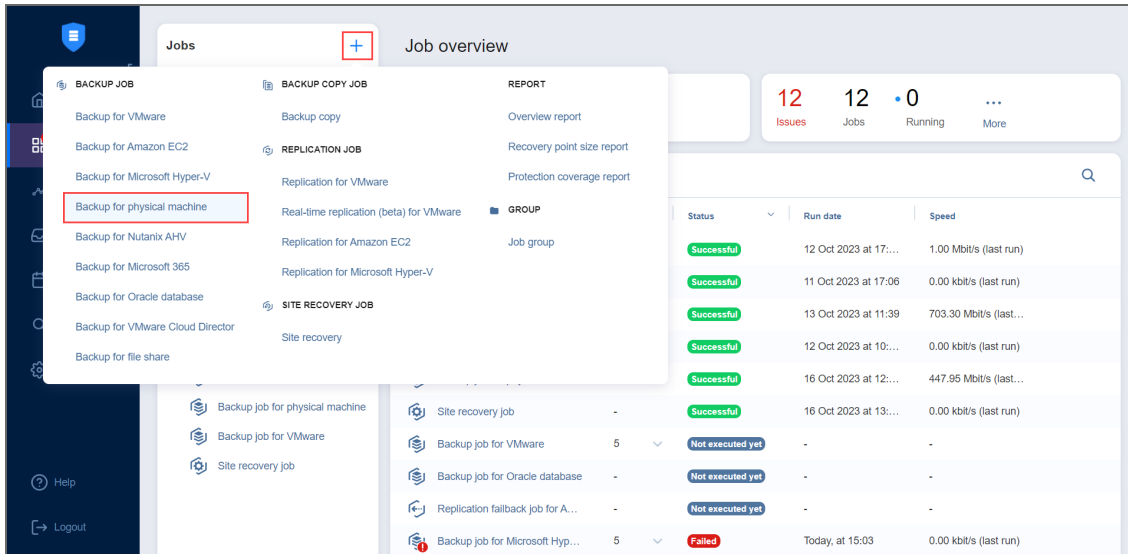 Jobs
Job overview
BACKUP JOB
Backup for VMware
Backup for Amazon EC2
Backup for Microsoft Hyper-V
Backup for physical machine
Backup for Nutanix AHV
Backup for Microsoft 365
Backup for Oracle database
Backup for VMware Cloud Director
Backup for file share
BACKUP COPY JOB
Backup copy
REPLICATION JOB
Replication for VMware
Real-time replication (beta) for VMware
Replication for Amazon EC2
Replication for Microsoft Hyper-V
SITE RECOVERY JOB
Site recovery
REPORT
Overview report
Recovery point size report
Protection coverage report
GROUP
Job group
12 12 0 ...
Issues Jobs Running More
Status Run date Speed
Successful 12 Oct 2023 at 17:... 1.00 Mbit/s (last run)
Successful 11 Oct 2023 at 17:06 0.00 kbit/s (last run)
Successful 13 Oct 2023 at 11:39 703.30 Mbit/s (last...
Successful 12 Oct 2023 at 10:... 0.00 kbit/s (last run)
Successful 16 Oct 2023 at 12:... 447.95 Mbit/s (last...
Site recovery job - Successful 16 Oct 2023 at 13:... 0.00 kbit/s (last run)
Backup job for VMware 5 Not executed yet - -
Backup job for Oracle database - Not executed yet - -
Replication failback job for A... - Not executed yet - -
Backup job for Microsoft Hyp... 5 Failed Today, at 15:03 0.00 kbit/s (last run)
Backup job for physical machine
Backup job for VMware
Site recovery job
Help
Logout